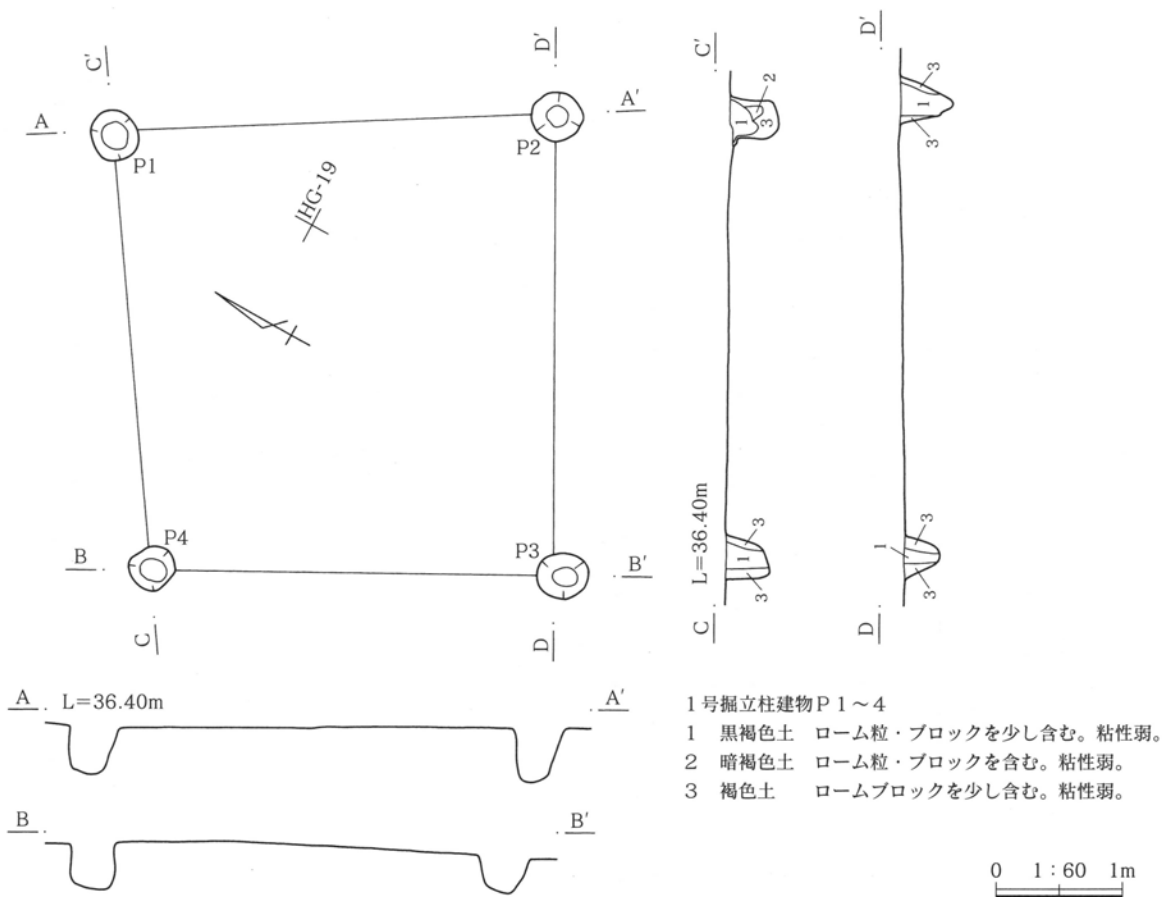 C'
D'
A
A'
P1
P2
HG-19
P4
P3
B
B'
C
D
C'
D'
2
1
3
3
1
3
L=36.40m
3
1
3
3
1
3
C
D
A L=36.40m A'
B B'
1号掘立柱建物P1～4
1 黒褐色土 ローム粒・ブロックを少し含む。粘性弱。
2 暗褐色土 ローム粒・ブロックを含む。粘性弱。
3 褐色土 ロームブロックを少し含む。粘性弱。
0 1:60 1m